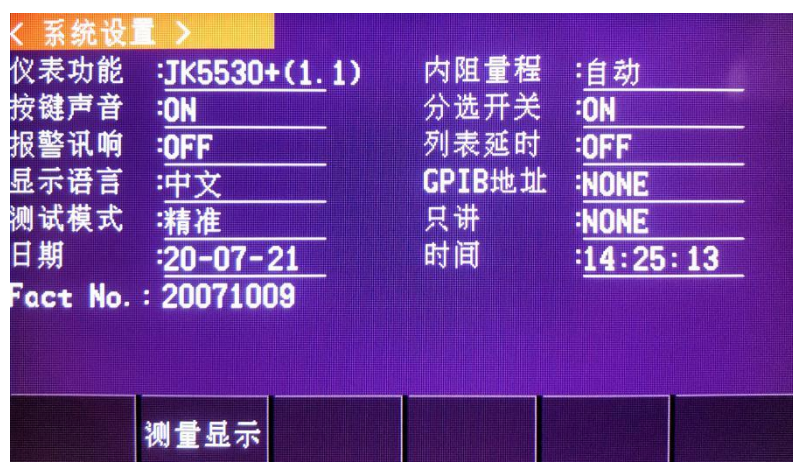 < 系统设置 >
仪表功能 :JK5530+(1.1) 内阻量程 :自动
按键声音 :ON 分选开关 :ON
报警讯响 :OFF 列表延时 :OFF
显示语言 :中文 GPIB地址 :NONE
测试模式 :精准 只讲 :NONE
日期 :20-07-21 时间 :14:25:13
Fact No.:20071009
测量显示